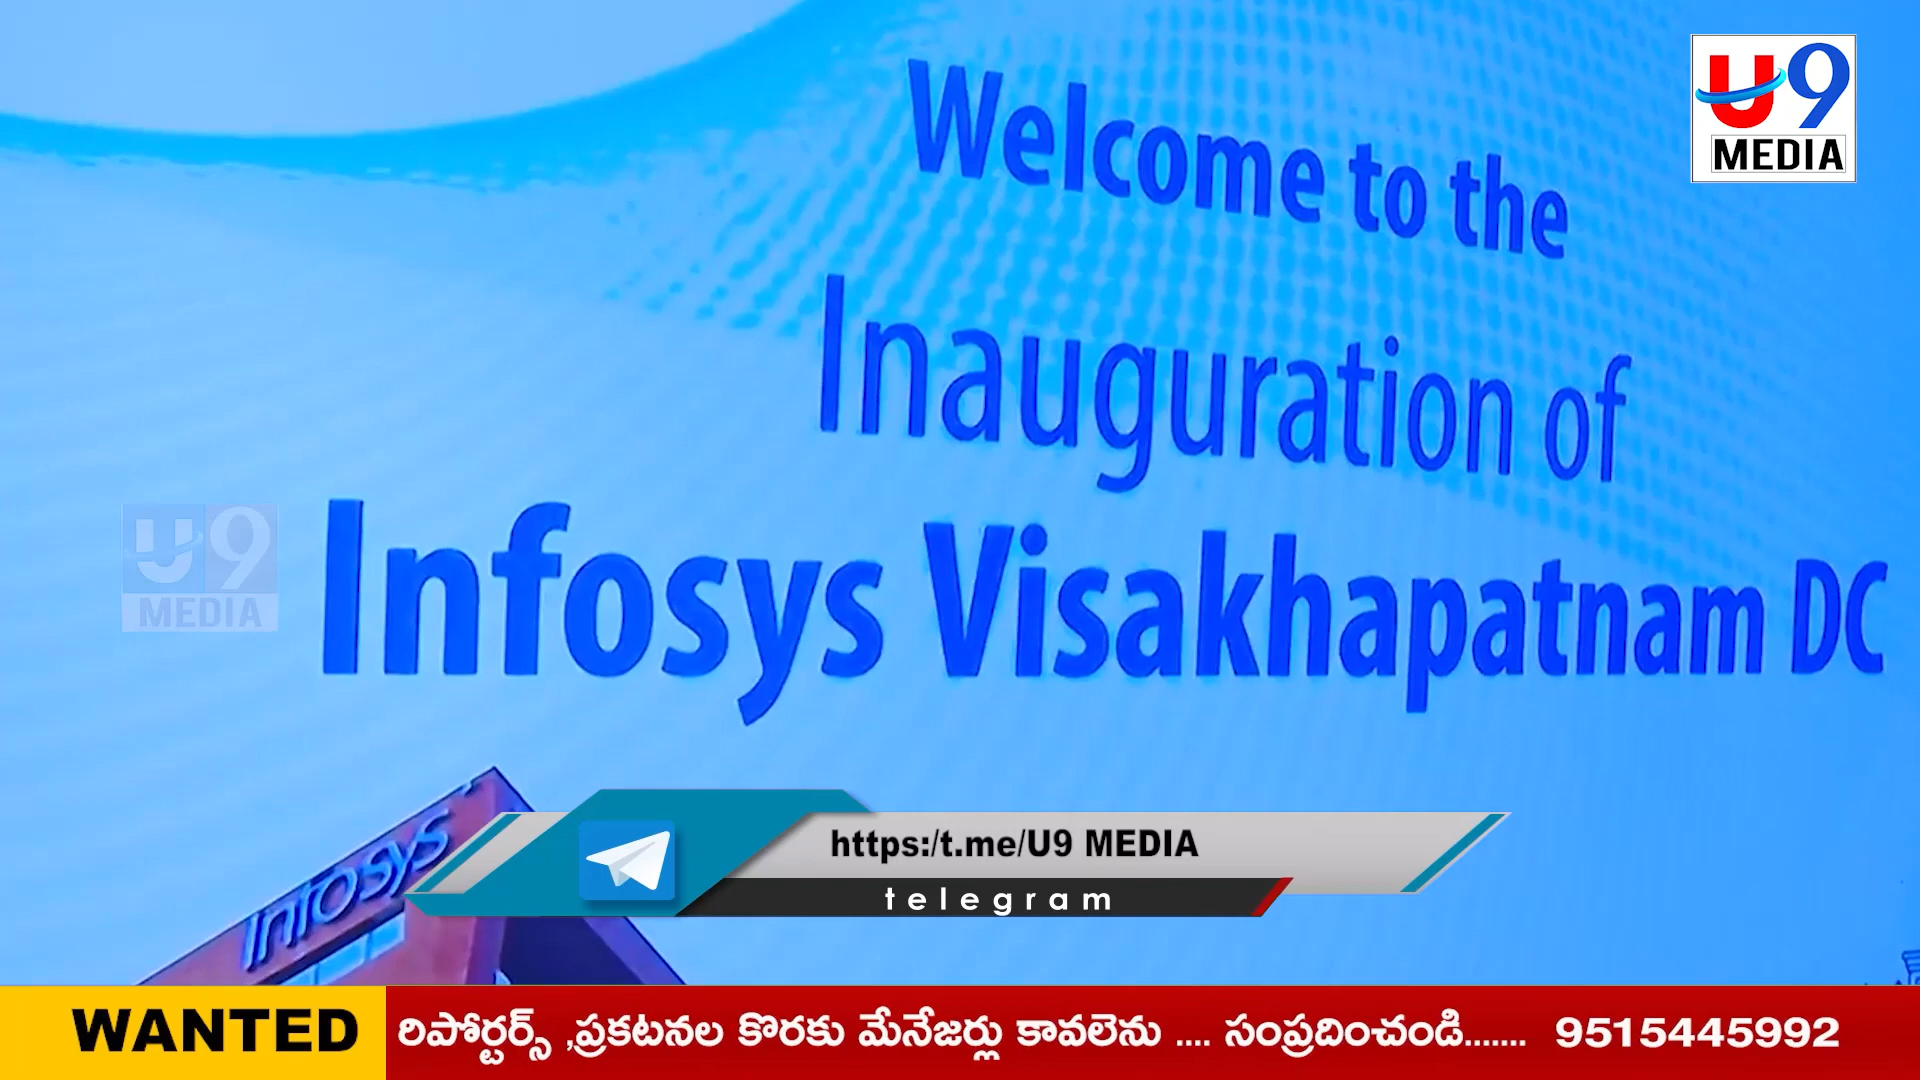 U9
MEDIA
Welcome to the
Inauguration of
Infosys Visakhapatnam DC
U9
MEDIA
Infosys
https:/t.me/U9 MEDIA
telegram
WANTED రిపోర్టర్స్ ,ప్రకటనల కొరకు మేనేజర్లు కావలెను .... సంప్రదించండి....... 9515445992